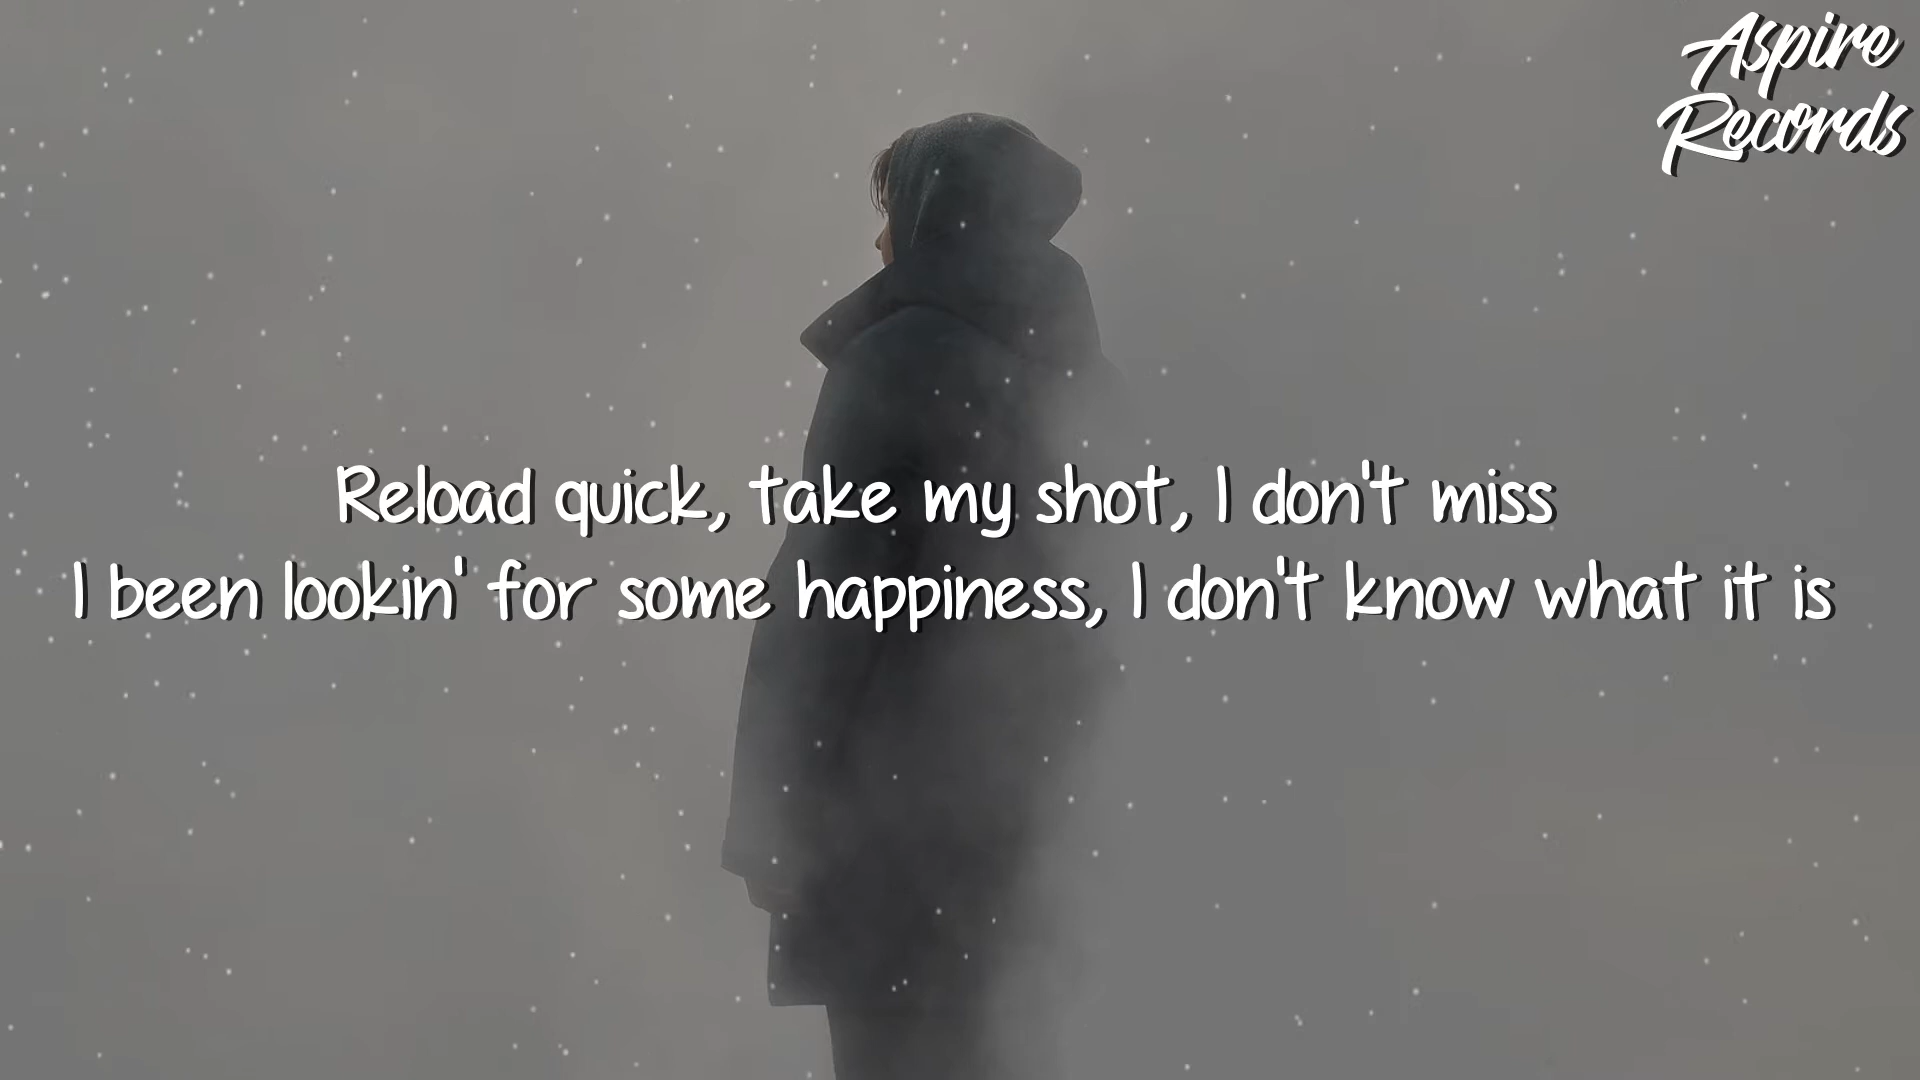 Aspire
Records
Reload quick, take my shot, I don't miss
I been lookin' for some happiness, I don't know what it is